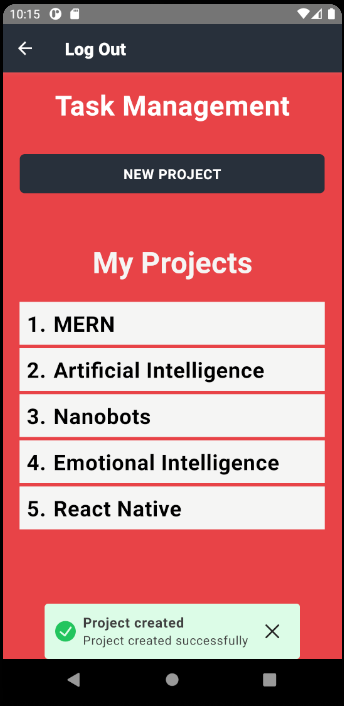 10:15
Log Out
Task Management
NEW PROJECT
My Projects
1. MERN
2. Artificial Intelligence
3. Nanobots
4. Emotional Intelligence
5. React Native
Project created
Project created successfully